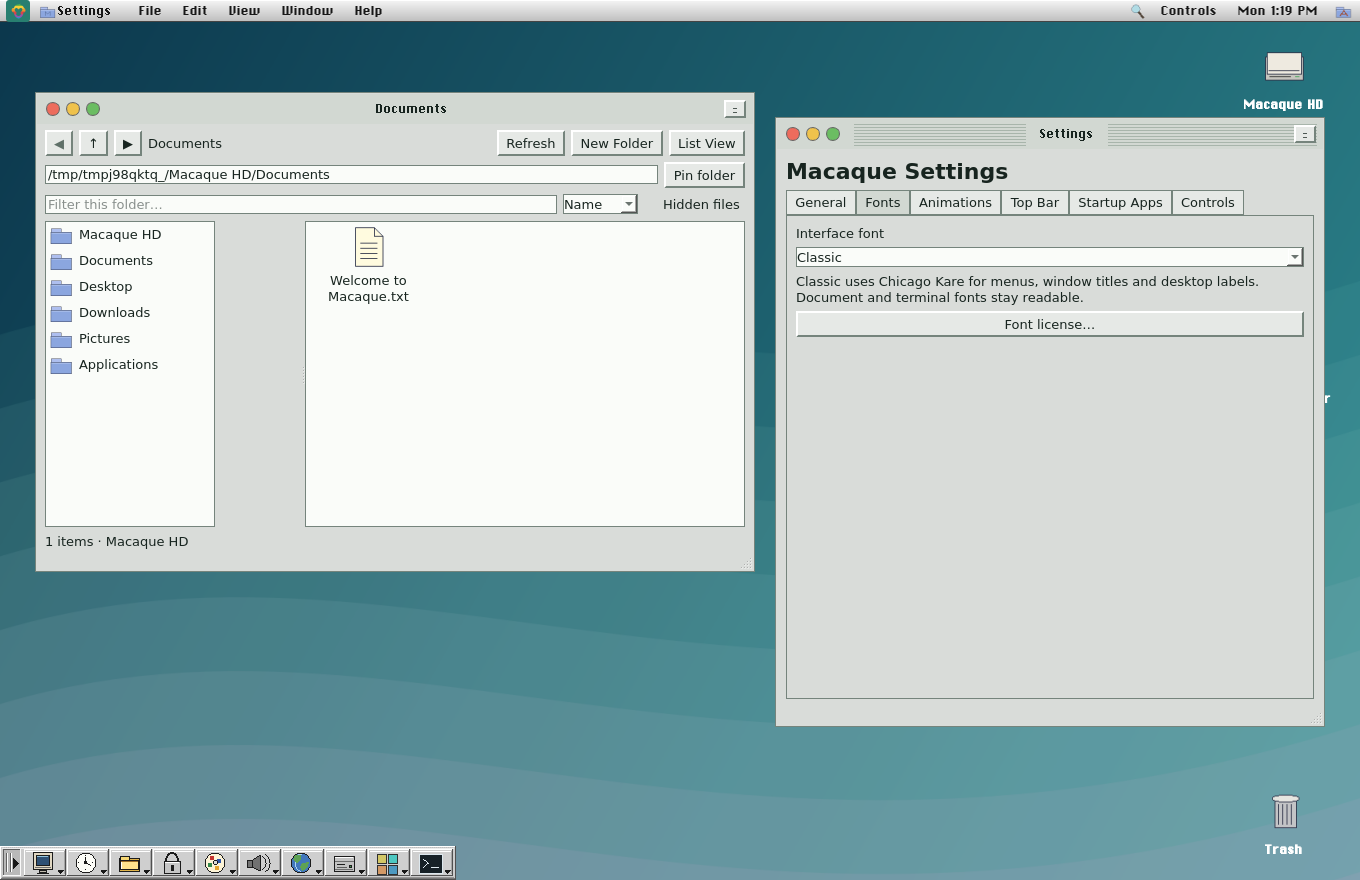 Settings File Edit View Window Help Controls Mon 1:19 PM
Macaque HD
Documents
Documents Refresh New Folder List View
/tmp/tmpj98qktq_/Macaque HD/Documents Pin folder
Filter this folder... Name Hidden files
Macaque HD
Documents
Desktop
Downloads
Pictures
Applications
Welcome to
Macaque.txt
1 items · Macaque HD
Settings
Macaque Settings
General Fonts Animations Top Bar Startup Apps Controls
Interface font
Classic
Classic uses Chicago Kare for menus, window titles and desktop labels.
Document and terminal fonts stay readable.
Font license...
r
Trash